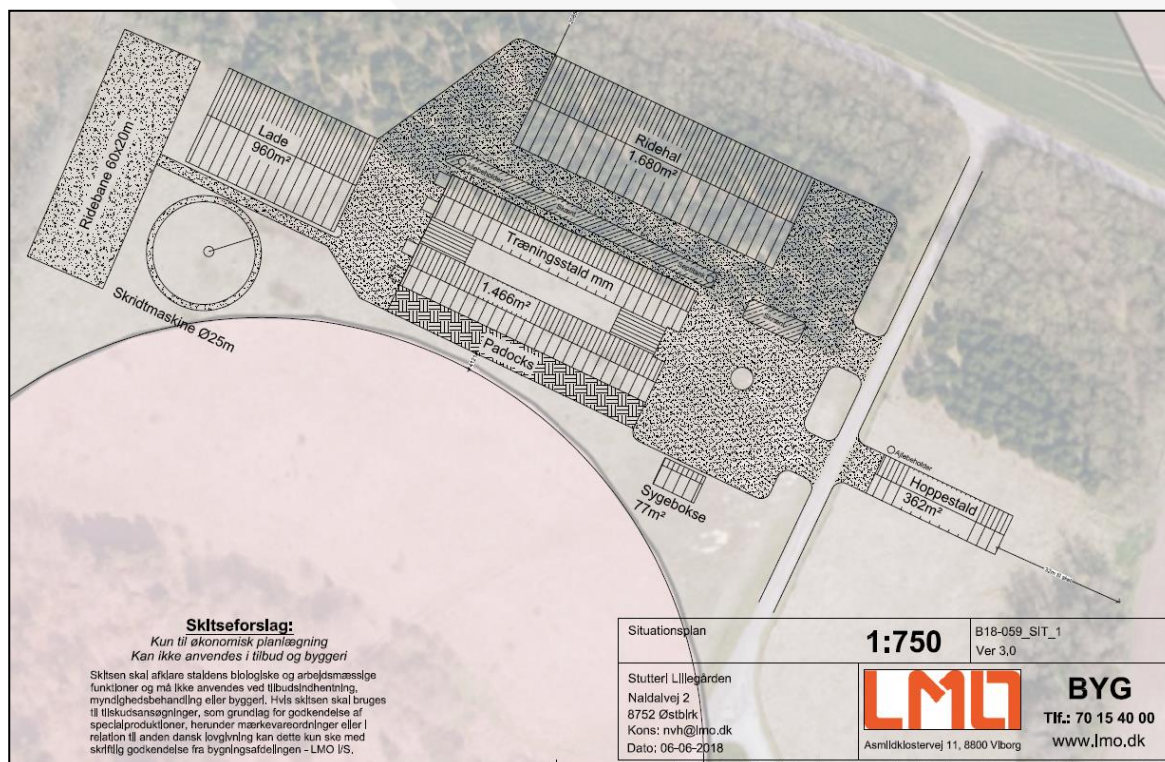 Ridebane 60x20m
Lade
960m²
Ridehal
1.680m²
Træningsstald mm
1.466m²
Padocks
Skridtmaskine Ø25m
Sygebokse
77m²
Ajlebeholder
Hoppestald
362m²
Skitseforslag:
Kun til økonomisk planlægning
Kan ikke anvendes i tilbud og byggeri
Skitsen skal afklare staldens biologiske og arbejdsmæssige
funktioner og må ikke anvendes ved tilbudsindhentning,
myndighedsbehandling eller byggeri. Hvis skitsen skal bruges
til tilskudsansøgninger, som grundlag for godkendelse af
specialproduktioner, herunder mærkevareordninger eller i
relation til anden dansk lovgivning kan dette kun ske med
skriftlig godkendelse fra bygningsafdelingen - LMO I/S.
Situationsplan
1:750
B18-059_SIT_1
Ver 3,0
Stutteri Lillegården
Naldalvej 2
8752 Østbirk
Kons: nvh@lmo.dk
Dato: 06-06-2018
LMO
Asmildklostervej 11, 8800 Viborg
BYG
Tlf.: 70 15 40 00
www.lmo.dk